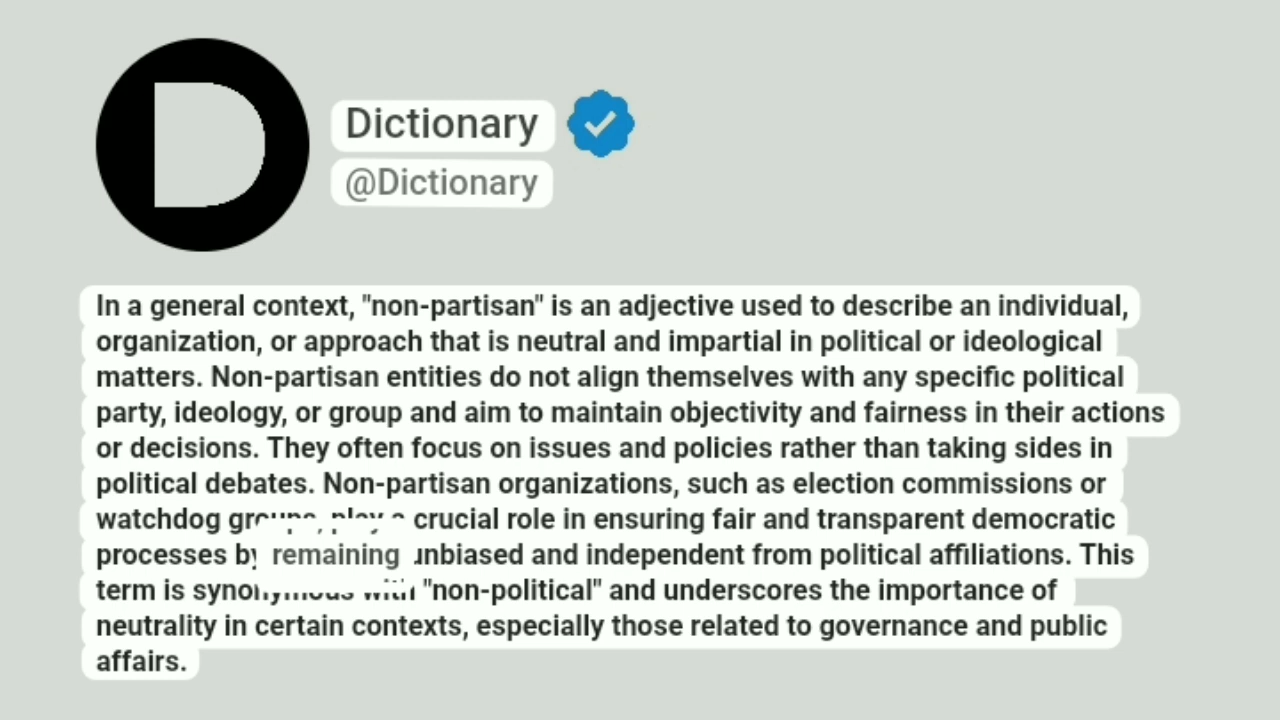 D
Dictionary
@Dictionary
In a general context, "non-partisan" is an adjective used to describe an individual,
organization, or approach that is neutral and impartial in political or ideological
matters. Non-partisan entities do not align themselves with any specific political
party, ideology, or group and aim to maintain objectivity and fairness in their actions
or decisions. They often focus on issues and policies rather than taking sides in
political debates. Non-partisan organizations, such as election commissions or
watchdog groups, play a crucial role in ensuring fair and transparent democratic
processes by remaining unbiased and independent from political affiliations. This
term is synonymous with "non-political" and underscores the importance of
neutrality in certain contexts, especially those related to governance and public
affairs.